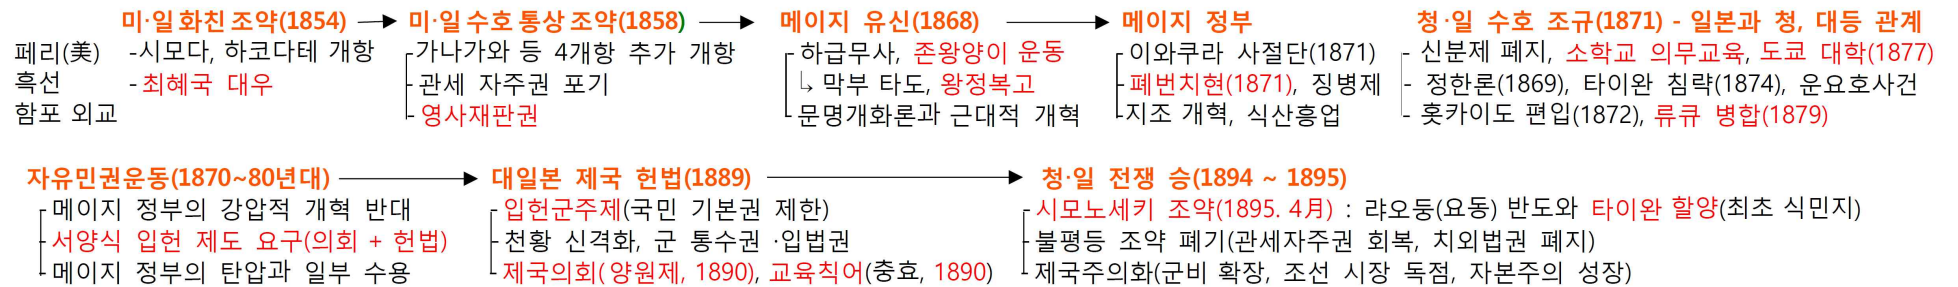 미·일 화친 조약(1854) 미·일 수호 통상 조약(1858) 메이지 유신(1868) 메이지 정부 청·일 수호 조규(1871) - 일본과 청, 대등 관계
페리(美) -시모다, 하코다테 개항 -가나가와 등 4개항 추가 개항 -하급무사, 존왕양이 운동 -이와쿠라 사절단(1871) - 신분제 폐지, 소학교 의무교육, 도쿄 대학(1877)
흑선 -최혜국 대우 -관세 자주권 포기 ↳ 막부 타도, 왕정복고 -폐번치현(1871), 징병제 - 정한론(1869), 타이완 침략(1874), 운요호사건
함포 외교 - 영사재판권 -문명개화론과 근대적 개혁 -지조 개혁, 식산흥업 - 홋카이도 편입(1872), 류큐 병합(1879)
자유민권운동(1870~80년대) 대일본 제국 헌법(1889) 청·일 전쟁 승(1894 ~ 1895)
-메이지 정부의 강압적 개혁 반대 -입헌군주제(국민 기본권 제한) -시모노세키 조약(1895. 4月) : 랴오둥(요동) 반도와 타이완 할양(최초 식민지)
-서양식 입헌 제도 요구(의회 + 헌법) -천황 신격화, 군 통수권 ·입법권 -불평등 조약 폐기(관세자주권 회복, 치외법권 폐지)
-메이지 정부의 탄압과 일부 수용 -제국의회( 양원제, 1890), 교육칙어(충효, 1890) -제국주의화(군비 확장, 조선 시장 독점, 자본주의 성장)